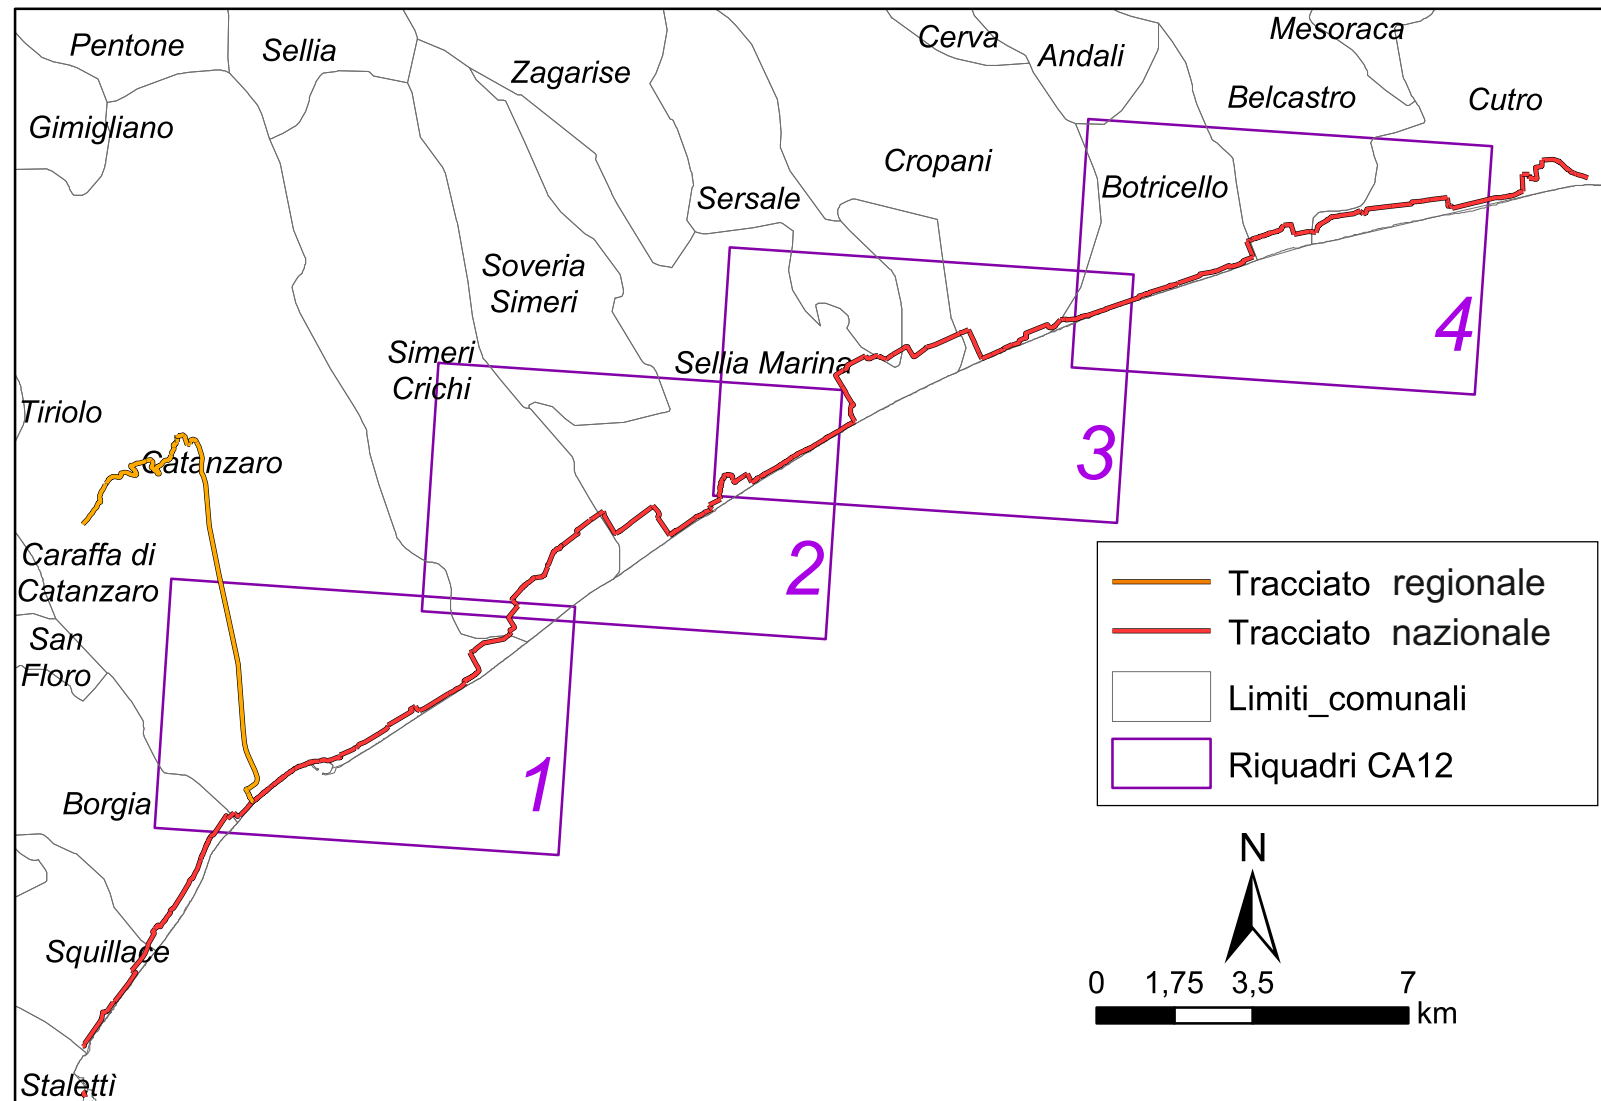 Pentone
Sellia
Zagarise
Cerva
Andali
Mesoraca
Belcastro
Cutro
Gimigliano
Cropani
Botricello
Sersale
Soveria
Simeri
Simeri
Crichi
Sellia Marina
Tiriolo
Catanzaro
Caraffa di
Catanzaro
San
Floro
Borgia
Squillace
Stalettì
1
2
3
4
Tracciato regionale
Tracciato nazionale
Limiti_comunali
Riquadri CA12
N
0 1,75 3,5 7
km